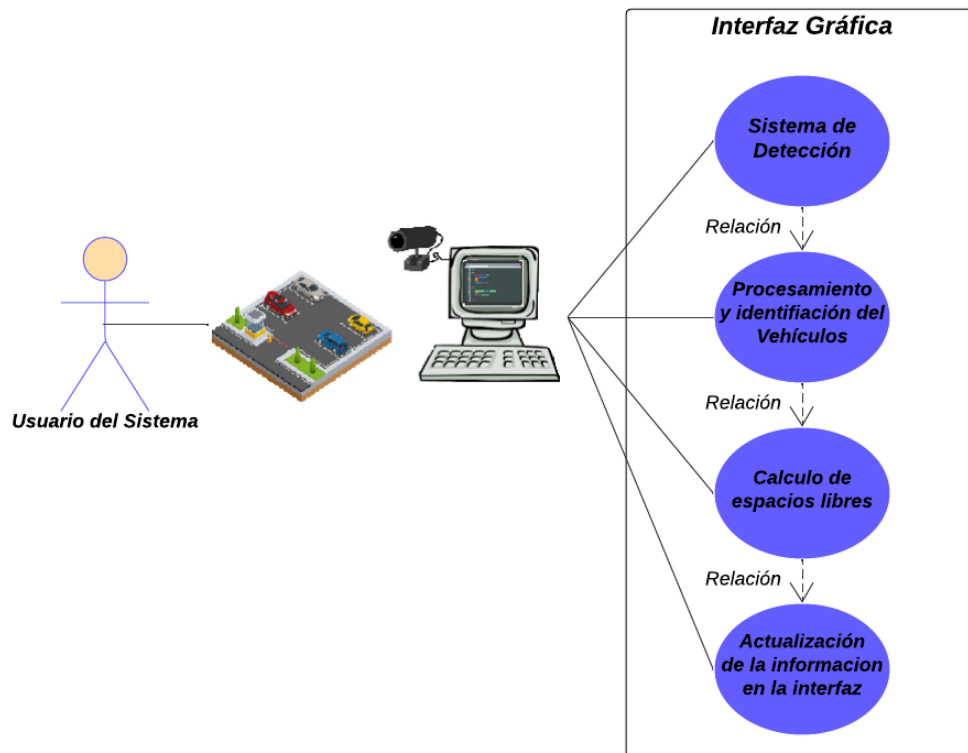 Interfaz Gráfica
Sistema de
Detección
Relación
Procesamiento
y identifiación del
Vehículos
Relación
Calculo de
espacios libres
Relación
Actualización
de la informacion
en la interfaz
Usuario del Sistema